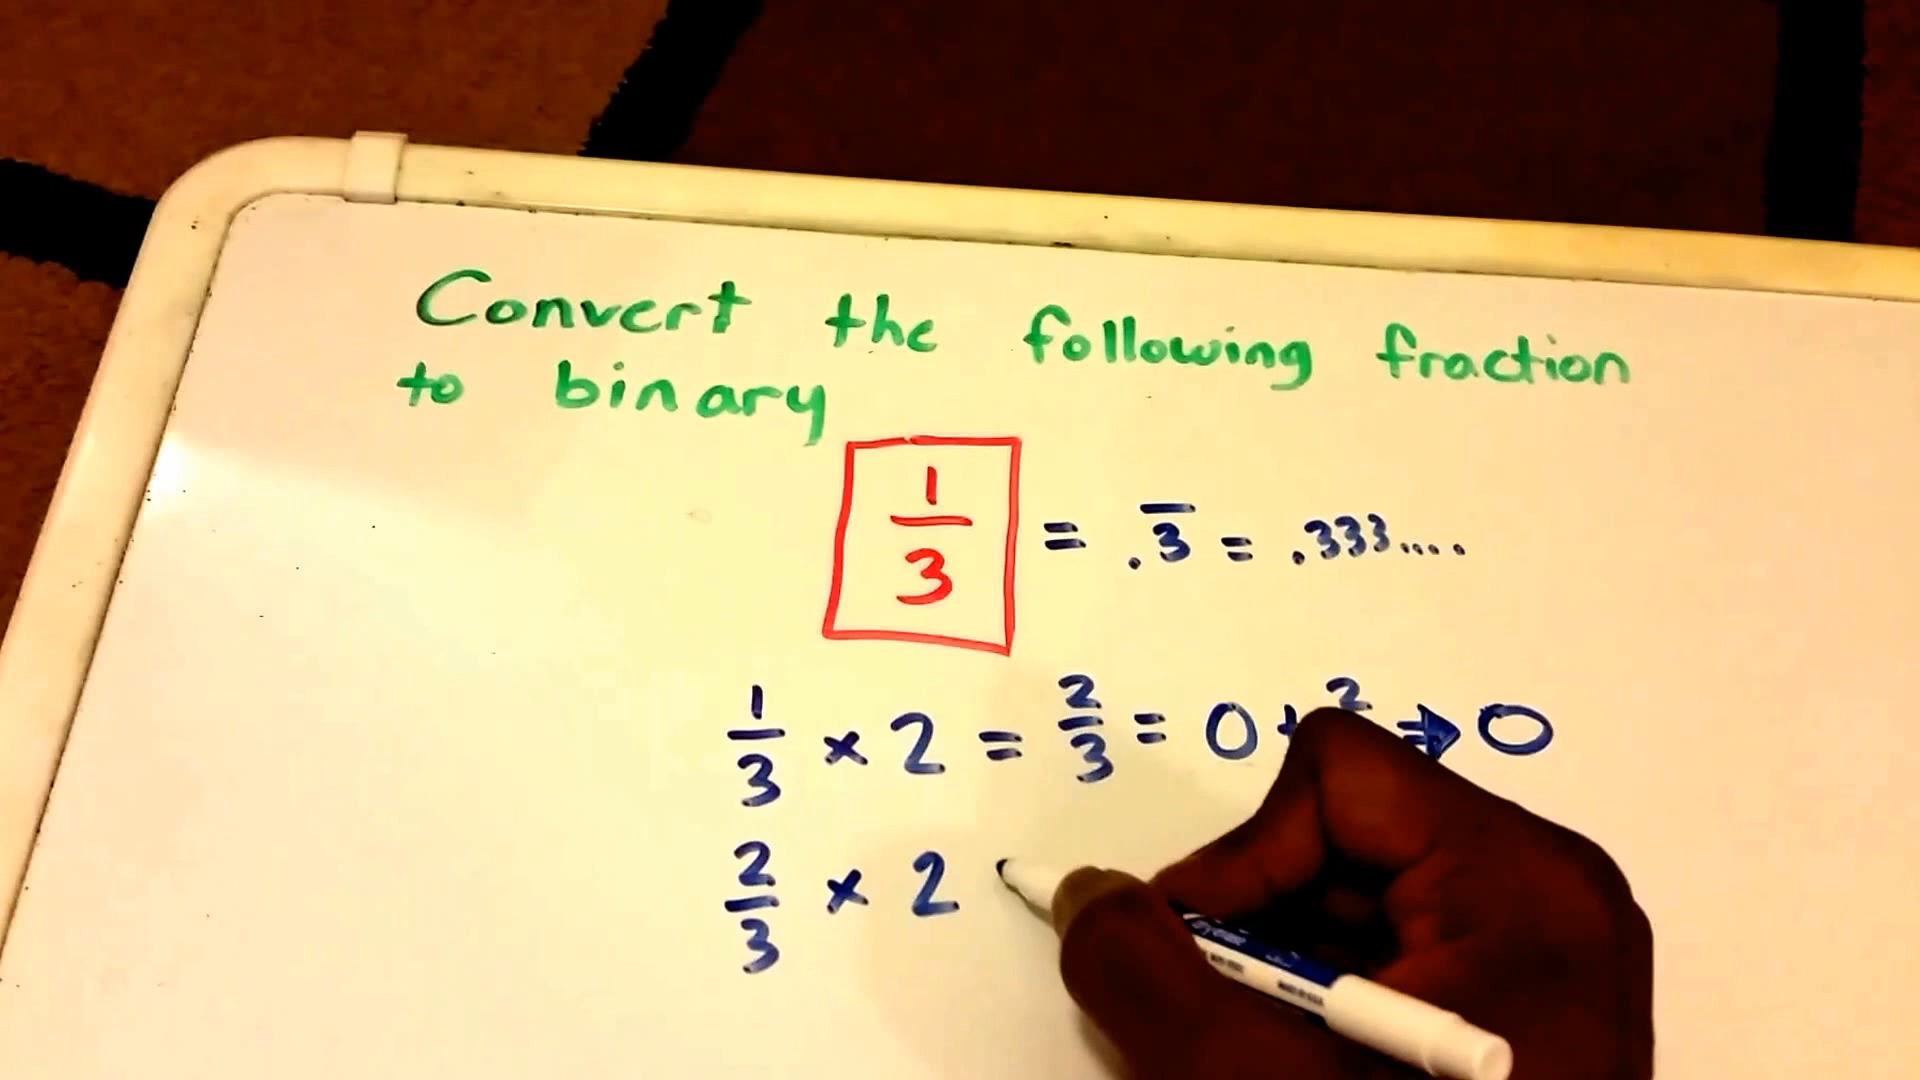 Convert the following fraction
to binary
1/3 = .3̅ = .333....
1/3 × 2 = 2/3 = 0 + 2 ⇒ 0
2/3 × 2